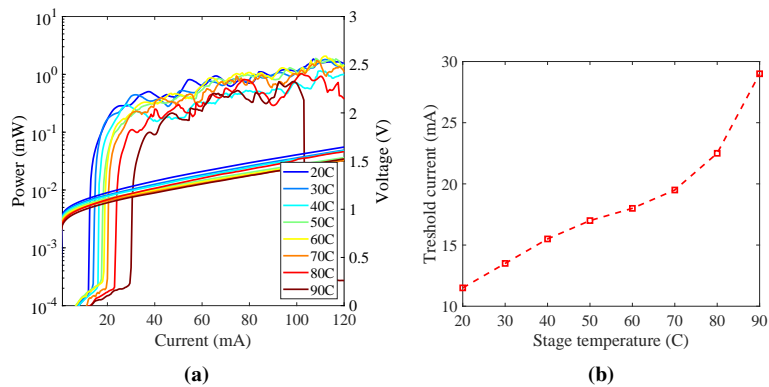 10^1
10^0
10^-1
10^-2
10^-3
10^-4
Power (mW)
20
40
60
80
100
120
Current (mA)
3
2.5
2
1.5
1
0.5
0
Voltage (V)
20C
30C
40C
50C
60C
70C
80C
90C
(a)
30
25
20
15
10
Treshold current (mA)
20
30
40
50
60
70
80
90
Stage temperature (C)
(b)